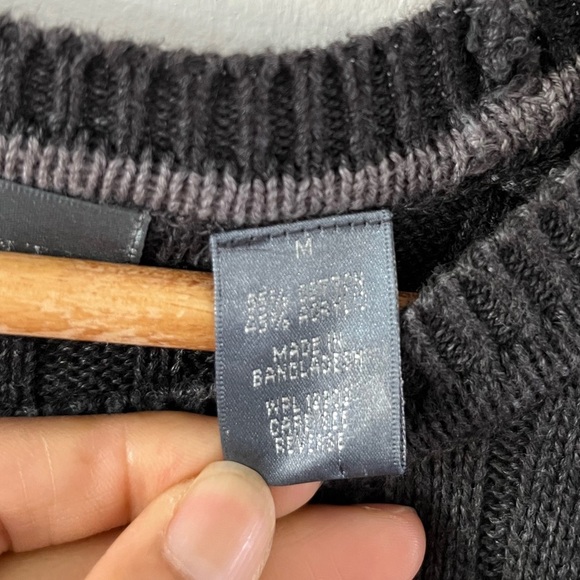 M
55% COTTON
45% ACRYLIC
MADE IN
BANGLADESH
WPL
CARE ON
REVERSE